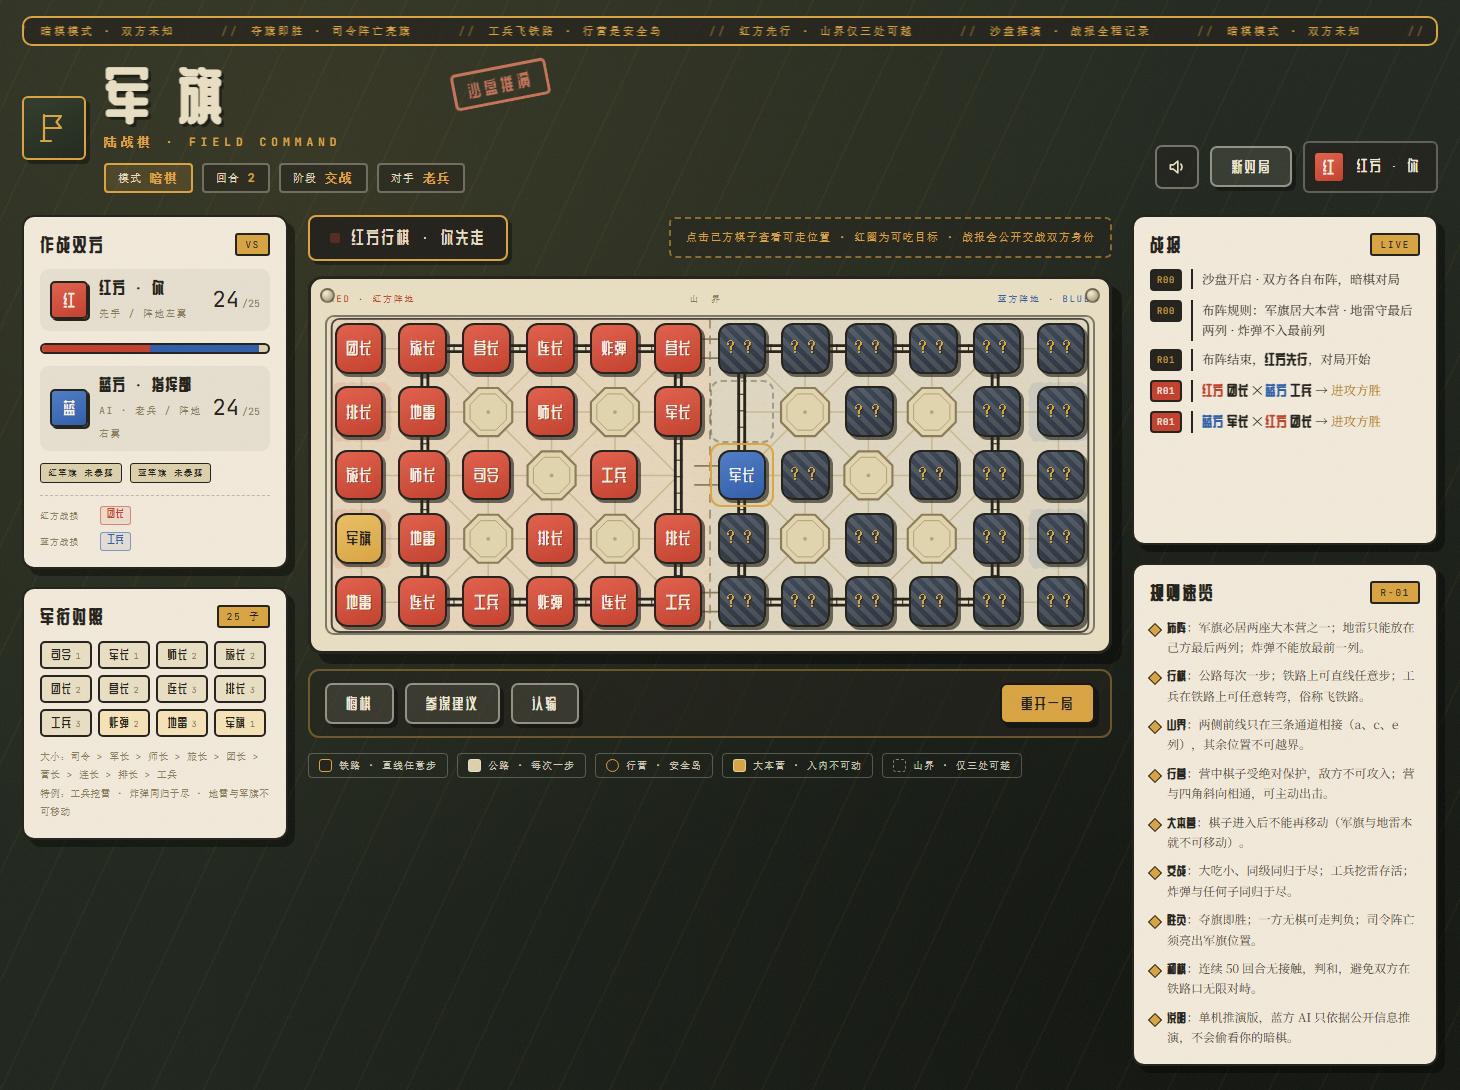 暗棋模式 · 双方未知 // 夺旗即胜 · 司令阵亡亮旗 // 工兵飞铁路 · 行营是安全岛 // 红方先行 · 山界仅三处可越 // 沙盘推演 · 战报全程记录 // 暗棋模式 · 双方未知 //
军 旗
沙盘推演
陆战棋 · FIELD COMMAND
模式 暗棋 回合 2 阶段 交战 对手 老兵
新对局 红 红方 · 你
作战双方 VS
红 红方 · 你 24 /25
先手 / 阵地左翼
蓝 蓝方 · 指挥部 24 /25
AI · 老兵 / 阵地
右翼
红军旗 未暴露 蓝军旗 未暴露
红方战损 团长
蓝方战损 工兵
军衔对照 25 子
司令 1 军长 1 师长 2 旅长 2
团长 2 营长 2 连长 3 排长 3
工兵 3 炸弹 2 地雷 3 军旗 1
大小：司令 > 军长 > 师长 > 旅长 > 团长 >
营长 > 连长 > 排长 > 工兵
特例：工兵挖雷 · 炸弹同归于尽 · 地雷与军旗不
可移动
红方行棋 · 你先走
点击己方棋子查看可走位置 · 红圈为可吃目标 · 战报会公开交战双方身份
ED · 红方阵地 山 界 蓝方阵地 · BLU
团长 旅长 营长 连长 炸弹 营长 ？？ ？？ ？？ ？？ ？？ ？？
排长 地雷 师长 军长 ？？ ？？ ？？
旅长 师长 司令 工兵 军长 ？？ ？？ ？？ ？？
军旗 地雷 排长 排长 ？？ ？？ ？？ ？？
地雷 连长 工兵 炸弹 连长 工兵 ？？ ？？ ？？ ？？ ？？ ？？
悔棋 参谋建议 认输 重开一局
铁路 · 直线任意步 公路 · 每次一步 行营 · 安全岛 大本营 · 入内不可动 山界 · 仅三处可越
战报 LIVE
R00 沙盘开启 · 双方各自布阵，暗棋对局
R00 布阵规则：军旗居大本营 · 地雷守最后
两列 · 炸弹不入最前列
R01 布阵结束，红方先行，对局开始
R01 红方 团长 × 蓝方 工兵 → 进攻方胜
R01 蓝方 军长 × 红方 团长 → 进攻方胜
规则速览 R-01
布阵：军旗必居两座大本营之一；地雷只能放在
己方最后两列；炸弹不能放最前一列。
行棋：公路每次一步；铁路上可直线任意步；工
兵在铁路上可任意转弯，俗称飞铁路。
山界：两侧前线只在三条通道相接（a、c、e
列），其余位置不可越界。
行营：营中棋子受绝对保护，敌方不可攻入；营
与四角斜向相通，可主动出击。
大本营：棋子进入后不能再移动（军旗与地雷本
就不可移动）。
交战：大吃小、同级同归于尽；工兵挖雷存活；
炸弹与任何子同归于尽。
胜负：夺旗即胜；一方无棋可走判负；司令阵亡
须亮出军旗位置。
和棋：连续 50 回合无接触，判和，避免双方在
铁路口无限对峙。
说明：单机推演版，蓝方 AI 只依据公开信息推
演，不会偷看你的暗棋。